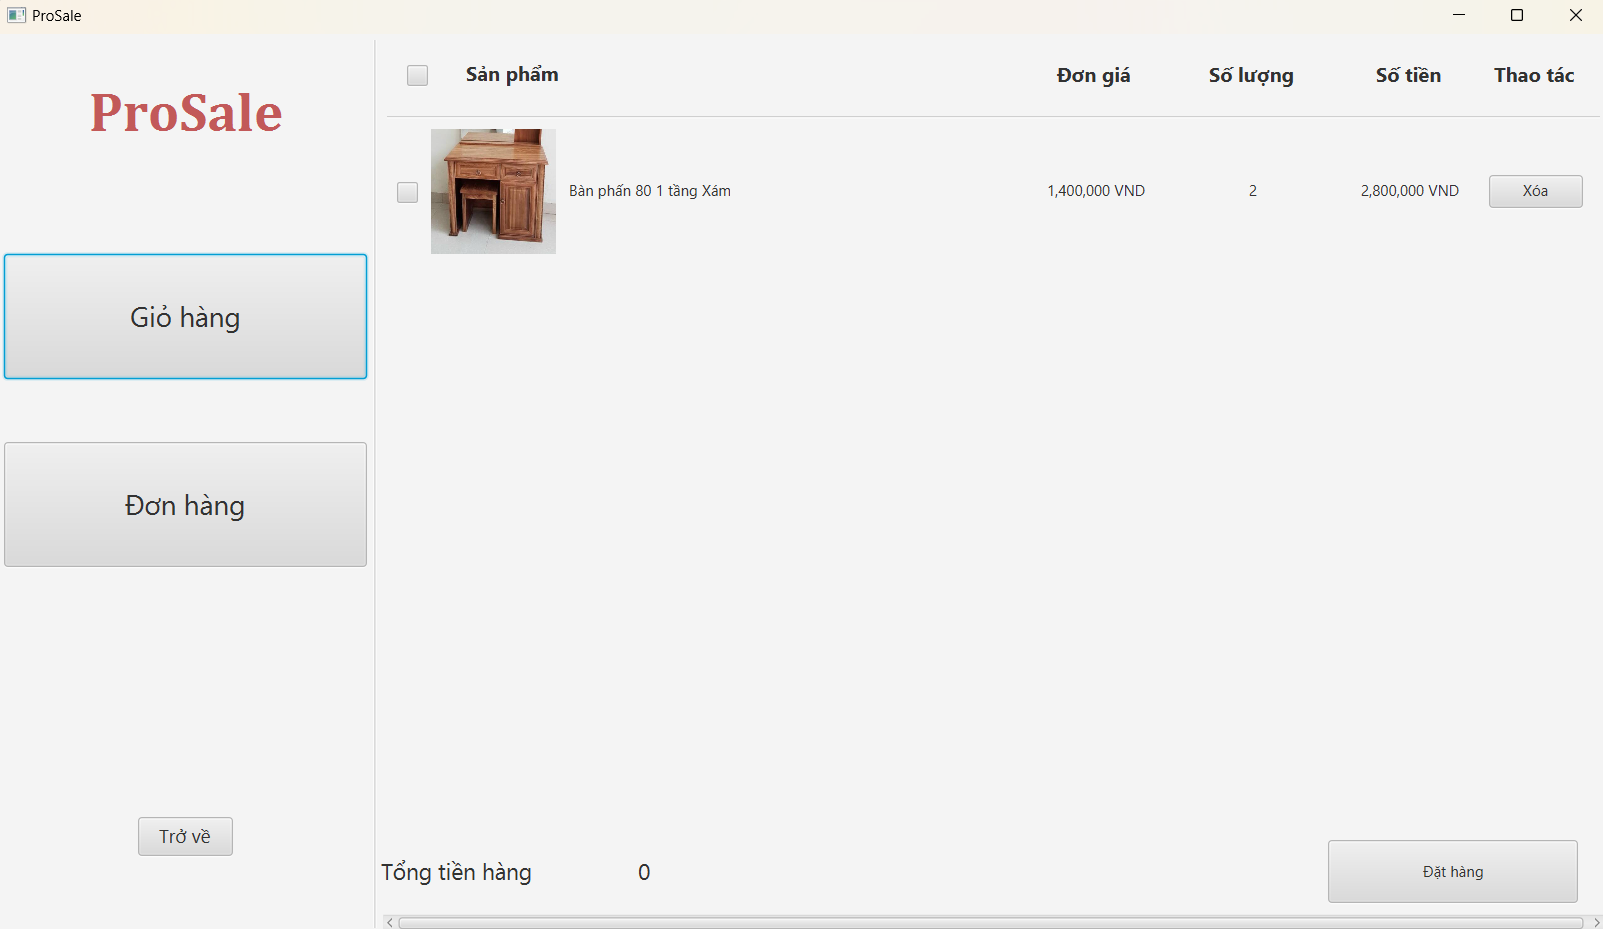 ProSale
ProSale
Giỏ hàng
Đơn hàng
Trở về
Sản phẩm Đơn giá Số lượng Số tiền Thao tác
Bàn phấn 80 1 tầng Xám 1,400,000 VND 2 2,800,000 VND Xóa
Tổng tiền hàng 0 Đặt hàng